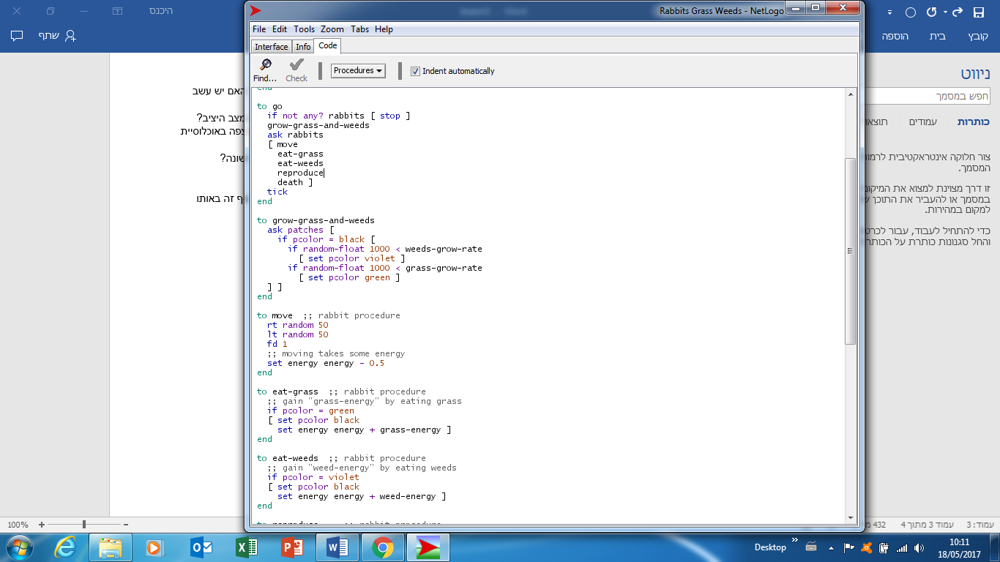 היכנס
Rabbits Grass Weeds - NetLogo
שתף
קובץ
בית
הוספה
File Edit Tools Zoom Tabs Help
Interface Info Code
Find...
Check
Procedures
Indent automatically
end
to go
if not any? rabbits [ stop ]
grow-grass-and-weeds
ask rabbits
[ move
eat-grass
eat-weeds
reproduce
death ]
tick
end
to grow-grass-and-weeds
ask patches [
if pcolor = black [
if random-float 1000 < weeds-grow-rate
[ set pcolor violet ]
if random-float 1000 < grass-grow-rate
[ set pcolor green ]
] ]
end
to move ;; rabbit procedure
rt random 50
lt random 50
fd 1
;; moving takes some energy
set energy energy - 0.5
end
to eat-grass ;; rabbit procedure
;; gain "grass-energy" by eating grass
if pcolor = green
[ set pcolor black
set energy energy + grass-energy ]
end
to eat-weeds ;; rabbit procedure
;; gain "weed-energy" by eating weeds
if pcolor = violet
[ set pcolor black
set energy energy + weed-energy ]
end
to reproduce ;; rabbit procedure
האם יש עשב
מצב היציב?
באוכלוסיית
זה באותו
ניווט
חפש במסמך
כותרות
עמודים
צור חלוקה אינטראקטיבית
המסמך.
זו דרך מצוינת למצוא את
במסמך או להעביר את התוכן
למקום במהירות.
כדי להתחיל לעבוד, עבור
והחל סגנונות כותרת על
100%
432
עמוד 3 מתוך 4
עמוד: 3
Desktop
10:11
18/05/2017